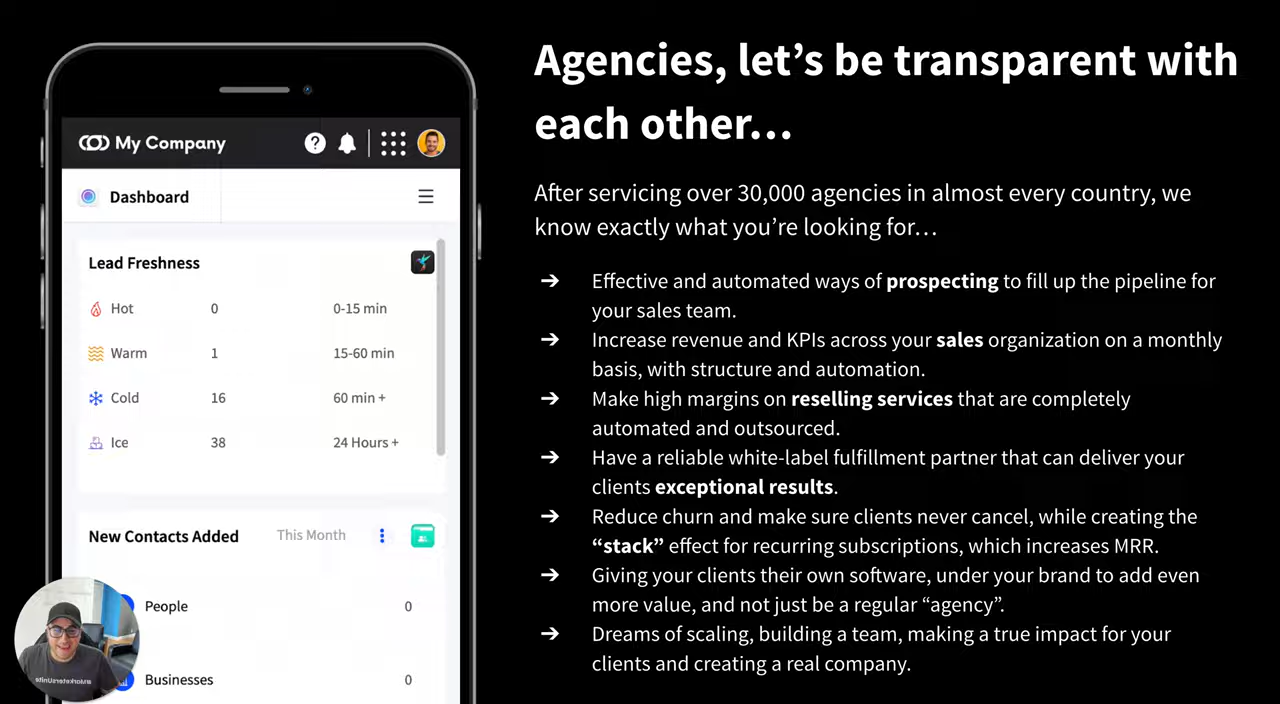 My Company
Dashboard
Lead Freshness
Hot 0 0-15 min
Warm 1 15-60 min
Cold 16 60 min +
Ice 38 24 Hours +
New Contacts Added This Month
People 0
Businesses 0
Agencies, let’s be transparent with
each other…
After servicing over 30,000 agencies in almost every country, we
know exactly what you’re looking for…
➔ Effective and automated ways of prospecting to fill up the pipeline for
your sales team.
➔ Increase revenue and KPIs across your sales organization on a monthly
basis, with structure and automation.
➔ Make high margins on reselling services that are completely
automated and outsourced.
➔ Have a reliable white-label fulfillment partner that can deliver your
clients exceptional results.
➔ Reduce churn and make sure clients never cancel, while creating the
“stack” effect for recurring subscriptions, which increases MRR.
➔ Giving your clients their own software, under your brand to add even
more value, and not just be a regular “agency”.
➔ Dreams of scaling, building a team, making a true impact for your
clients and creating a real company.